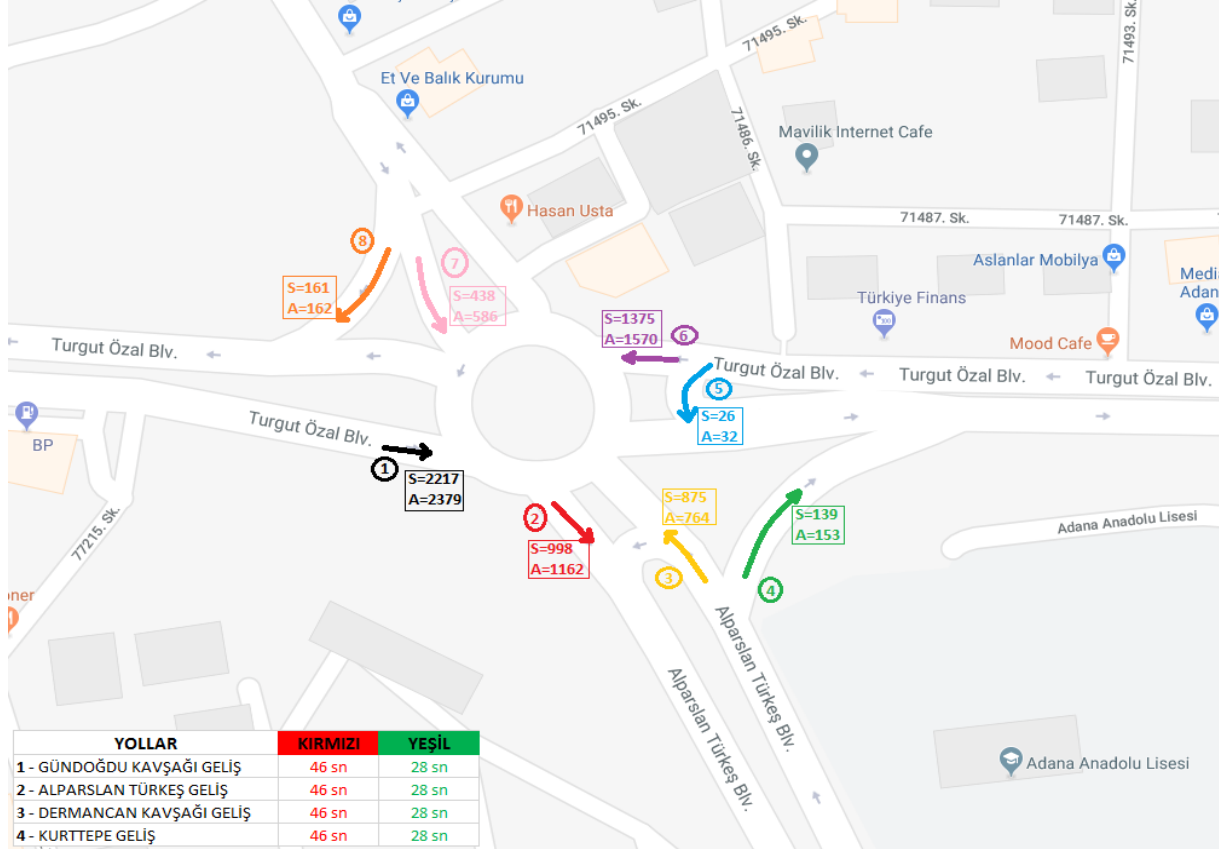 71495. Sk.
71493. Sk.
Et Ve Balık Kurumu
71495. Sk.
71486. Sk.
Mavilik Internet Cafe
Hasan Usta
71487. Sk.
71487. Sk.
8
7
Aslanlar Mobilya
Medi
Adan
S=161
A=162
S=438
A=586
Türkiye Finans
S=1375
A=1570
6
Mood Cafe
Turgut Özal Blv.
Turgut Özal Blv.
Turgut Özal Blv.
Turgut Özal Blv.
5
S=26
A=32
BP
Turgut Özal Blv.
1
S=2217
A=2379
2
S=998
A=1162
S=875
A=764
3
S=139
A=153
4
Adana Anadolu Lisesi
77215. Sk.
oner
Alparslan Türkeş Blv.
Alparslan Türkeş Blv.
Adana Anadolu Lisesi
YOLLAR KIRMIZI YEŞİL
1 - GÜNDOĞDU KAVŞAĞI GELİŞ 46 sn 28 sn
2 - ALPARSLAN TÜRKEŞ GELİŞ 46 sn 28 sn
3 - DERMANCAN KAVŞAĞI GELİŞ 46 sn 28 sn
4 - KURTTEPE GELİŞ 46 sn 28 sn